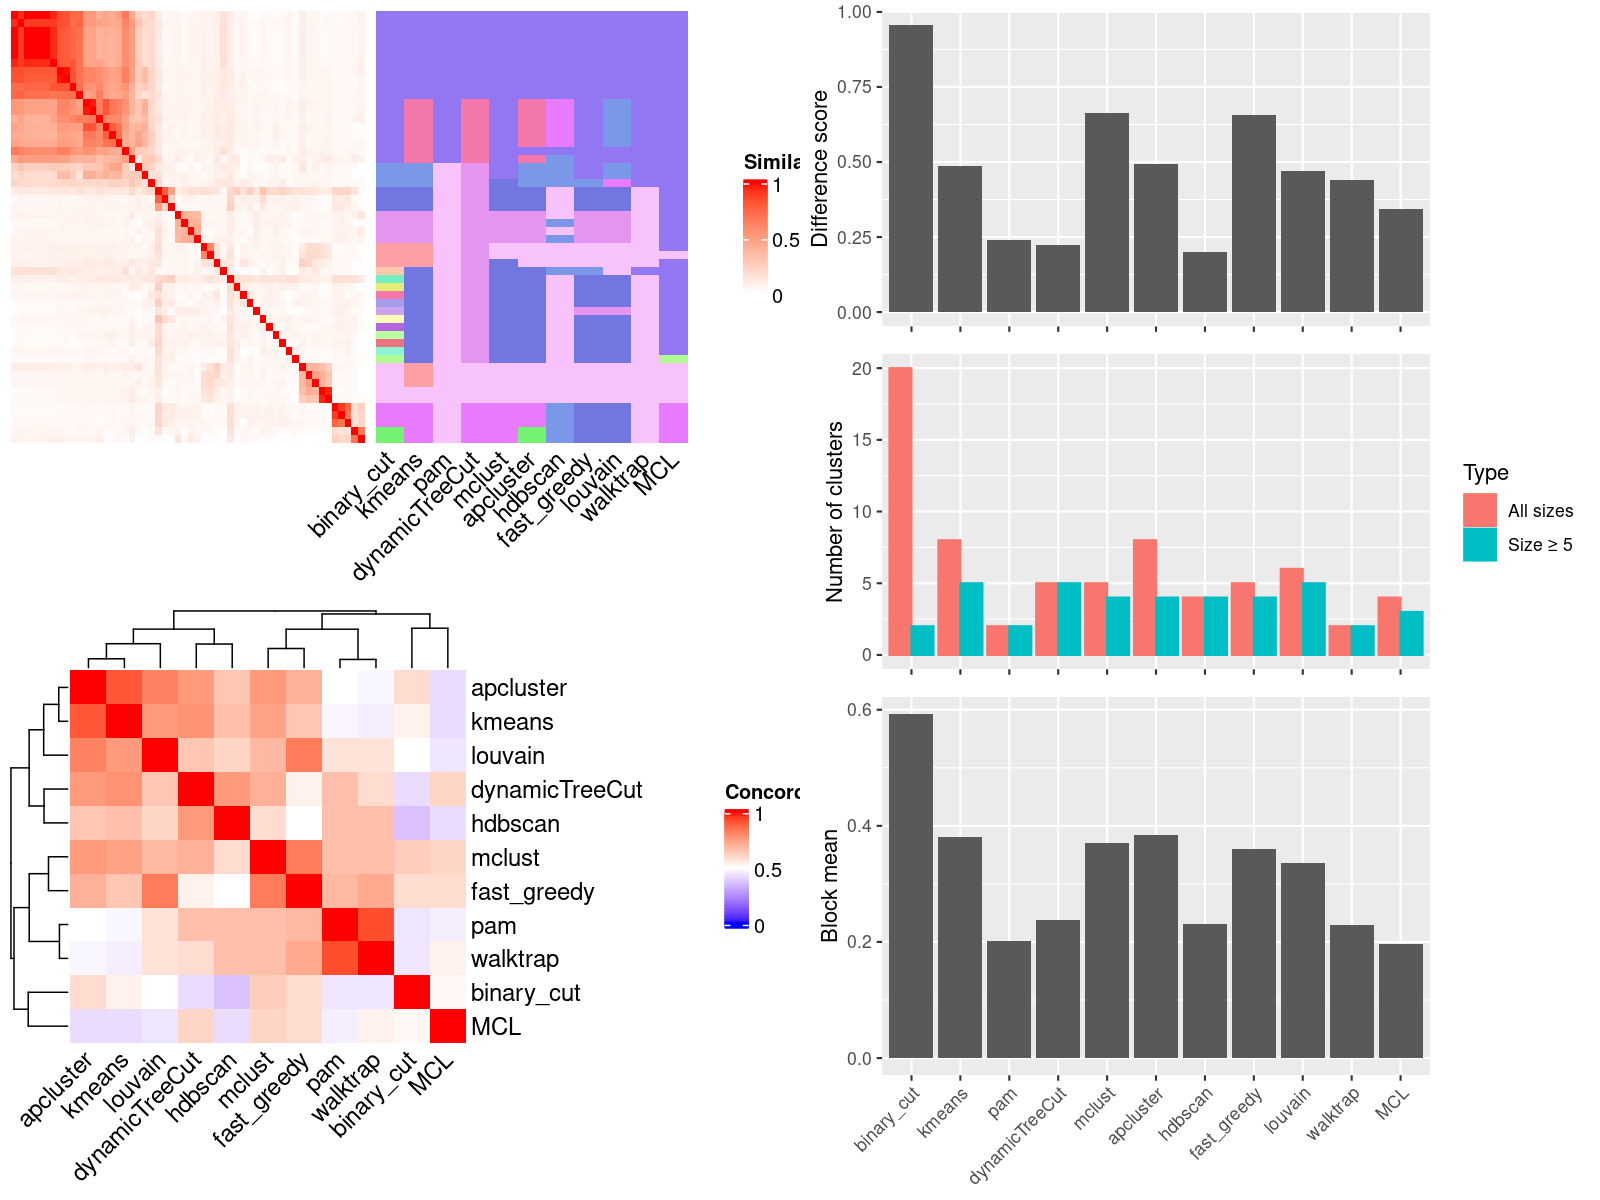 Simila
1
0.5
0
binary_cut
kmeans
pam
dynamicTreeCut
mclust
apcluster
hdbscan
fast_greedy
louvain
walktrap
MCL
apcluster
kmeans
louvain
dynamicTreeCut
hdbscan
mclust
fast_greedy
pam
walktrap
binary_cut
MCL
apcluster
kmeans
louvain
dynamicTreeCut
hdbscan
mclust
fast_greedy
pam
walktrap
binary_cut
MCL
Concord
1
0.5
0
Difference score
1.00
0.75
0.50
0.25
0.00
Number of clusters
20
15
10
5
0
Type
All sizes
Size ≥ 5
Block mean
0.6
0.4
0.2
0.0
binary_cut
kmeans
pam
dynamicTreeCut
mclust
apcluster
hdbscan
fast_greedy
louvain
walktrap
MCL